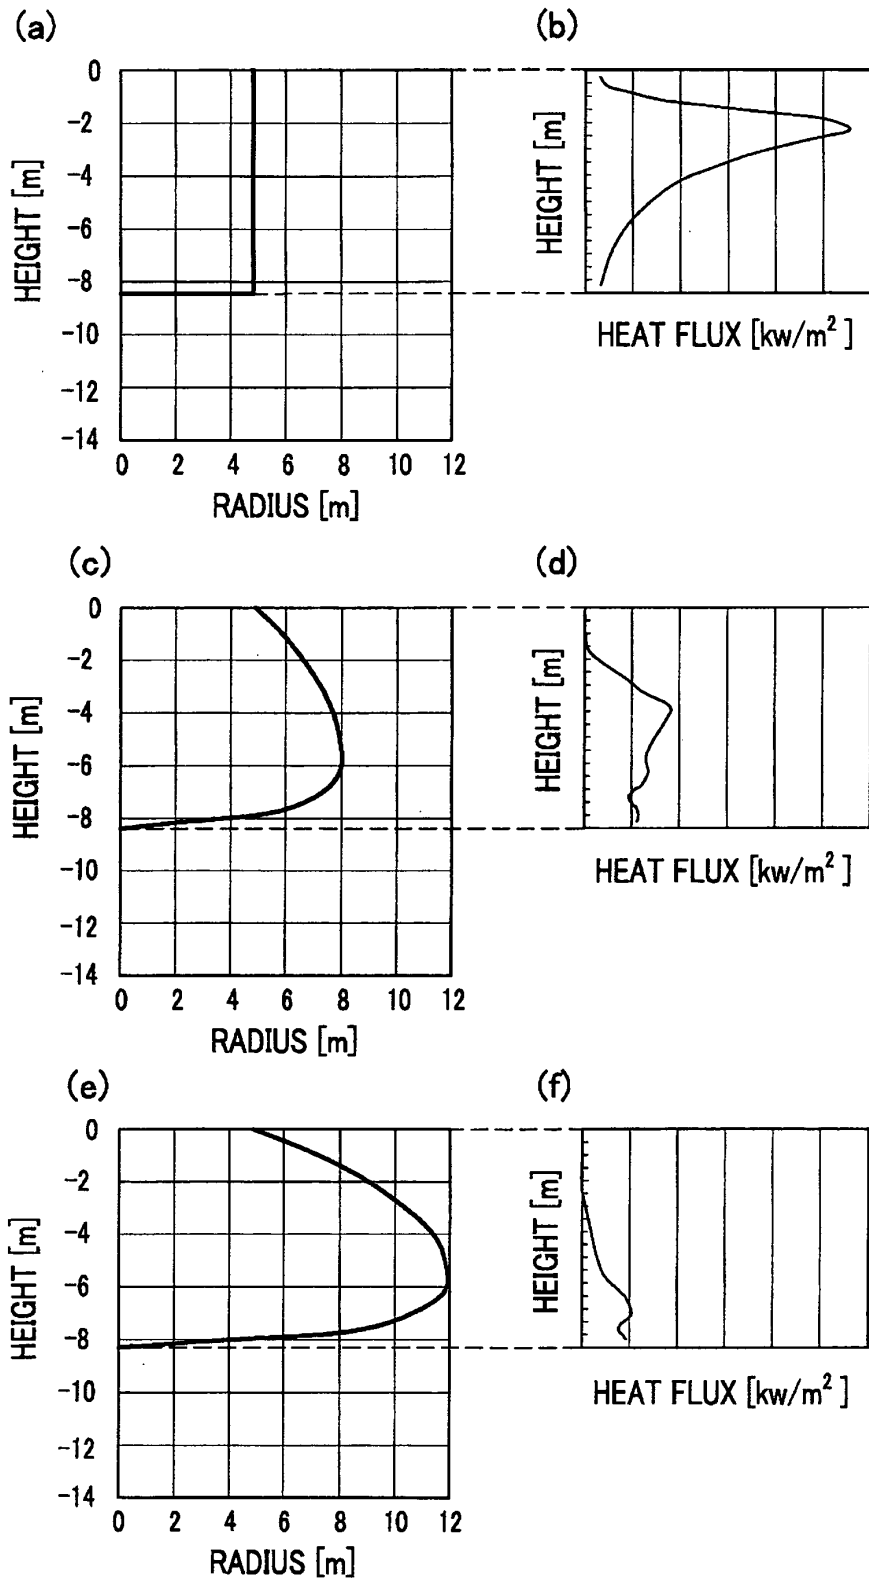 (a)
(b)
0
-2
-4
-6
-8
-10
-12
-14
HEIGHT [m]
0 2 4 6 8 10 12
RADIUS [m]
HEIGHT [m]
HEAT FLUX [kw/m²]
(c)
(d)
0
-2
-4
-6
-8
-10
-12
-14
HEIGHT [m]
0 2 4 6 8 10 12
RADIUS [m]
HEIGHT [m]
HEAT FLUX [kw/m²]
(e)
(f)
0
-2
-4
-6
-8
-10
-12
-14
HEIGHT [m]
0 2 4 6 8 10 12
RADIUS [m]
HEIGHT [m]
HEAT FLUX [kw/m²]